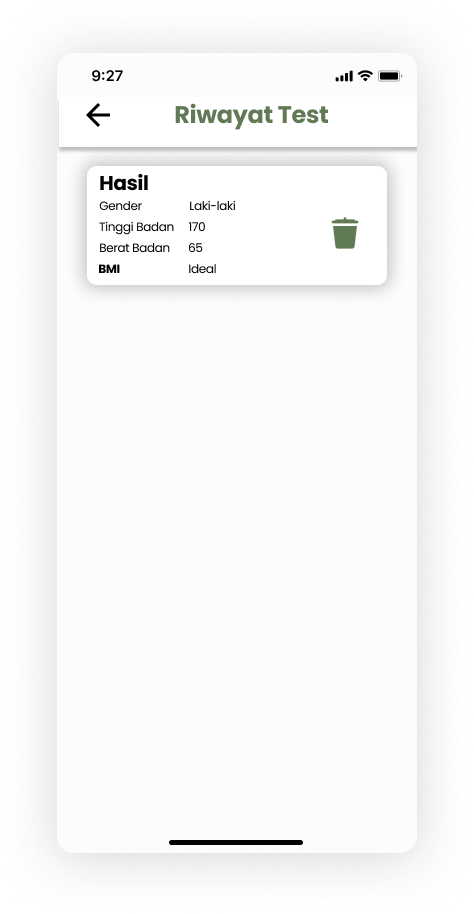 9:27
Riwayat Test
Hasil
Gender Laki-laki
Tinggi Badan 170
Berat Badan 65
BMI Ideal